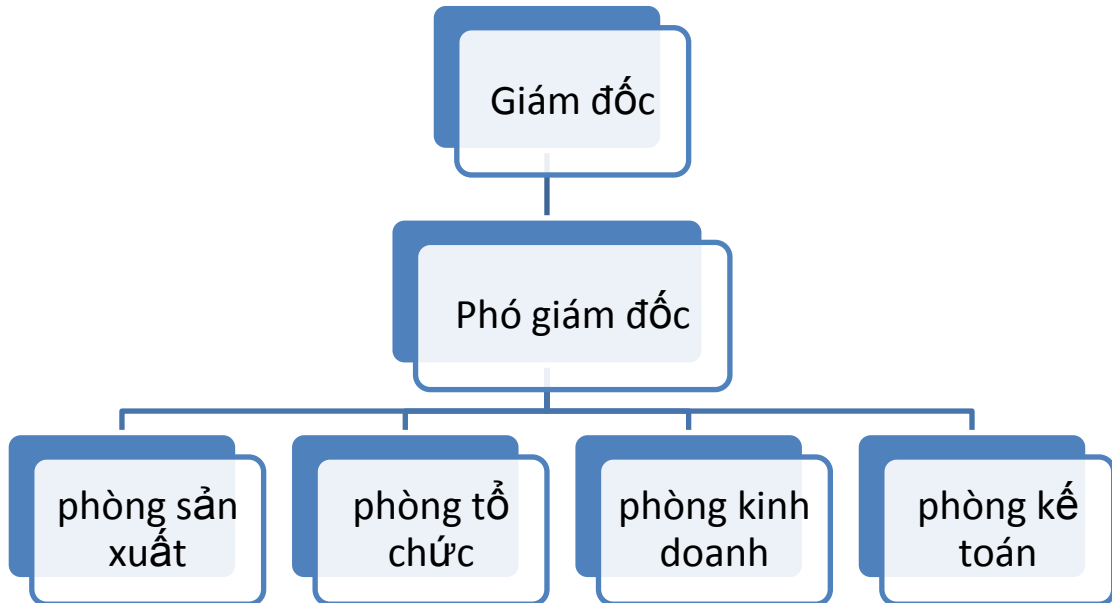 Giám đốc
Phó giám đốc
phòng sản
xuất
phòng tổ
chức
phòng kinh
doanh
phòng kế
toán